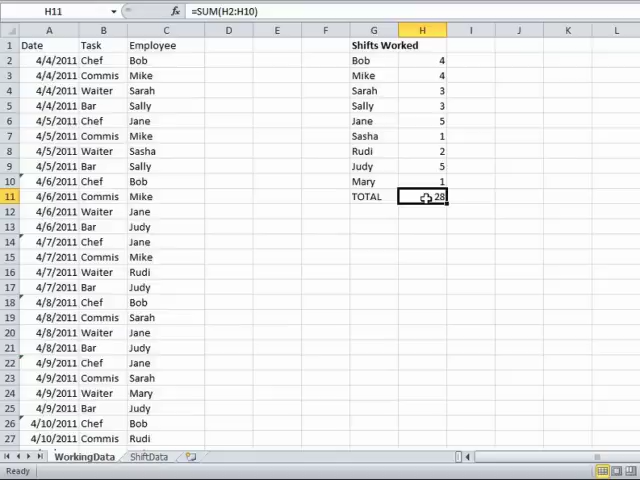 H11 fx =SUM(H2:H10)
A B C D E F G H I J K L
1 Date Task Employee Shifts Worked
2 4/4/2011 Chef Bob Bob 4
3 4/4/2011 Commis Mike Mike 4
4 4/4/2011 Waiter Sarah Sarah 3
5 4/4/2011 Bar Sally Sally 3
6 4/5/2011 Chef Jane Jane 5
7 4/5/2011 Commis Mike Sasha 1
8 4/5/2011 Waiter Sasha Rudi 2
9 4/5/2011 Bar Sally Judy 5
10 4/6/2011 Chef Bob Mary 1
11 4/6/2011 Commis Mike TOTAL 28
12 4/6/2011 Waiter Jane
13 4/6/2011 Bar Judy
14 4/7/2011 Chef Jane
15 4/7/2011 Commis Mike
16 4/7/2011 Waiter Rudi
17 4/7/2011 Bar Judy
18 4/8/2011 Chef Bob
19 4/8/2011 Commis Sarah
20 4/8/2011 Waiter Jane
21 4/8/2011 Bar Judy
22 4/9/2011 Chef Jane
23 4/9/2011 Commis Sarah
24 4/9/2011 Waiter Mary
25 4/9/2011 Bar Judy
26 4/10/2011 Chef Bob
27 4/10/2011 Commis Rudi
WorkingData ShiftData
Ready